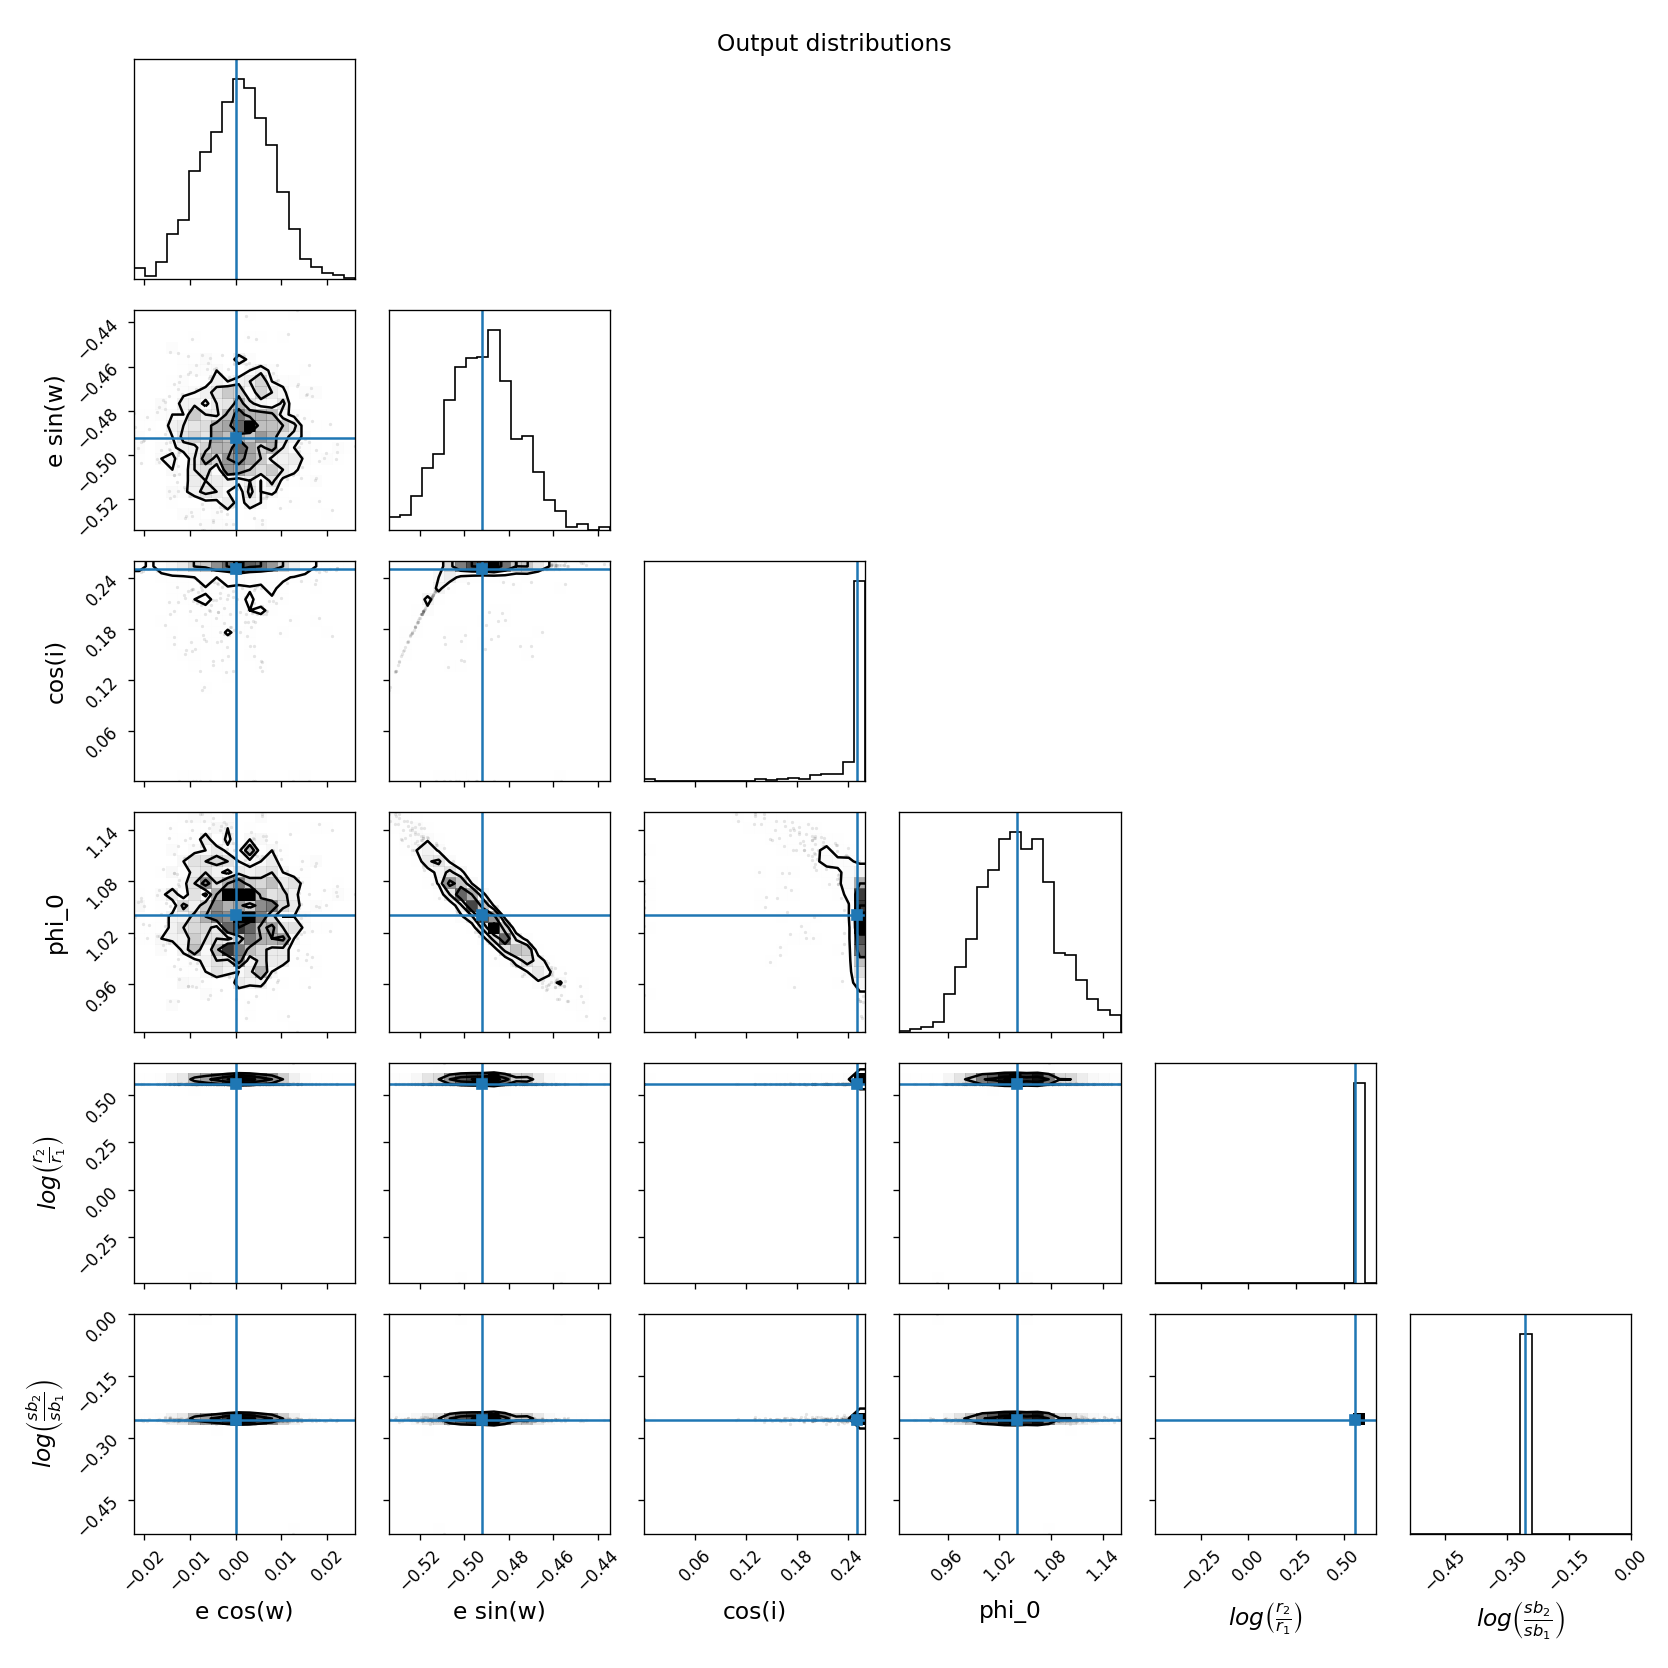 Output distributions
e sin(w)
−0.44
−0.46
−0.48
−0.50
−0.52
cos(i)
0.24
0.18
0.12
0.06
phi_0
1.14
1.08
1.02
0.96
log(r₂/r₁)
0.50
0.25
0.00
−0.25
log(sb₂/sb₁)
0.00
−0.15
−0.30
−0.45
−0.02 −0.01 0.00 0.01 0.02
e cos(w)
−0.52 −0.50 −0.48 −0.46 −0.44
e sin(w)
0.06 0.12 0.18 0.24
cos(i)
0.96 1.02 1.08 1.14
phi_0
−0.25 0.00 0.25 0.50
log(r₂/r₁)
−0.45 −0.30 −0.15 0.00
log(sb₂/sb₁)